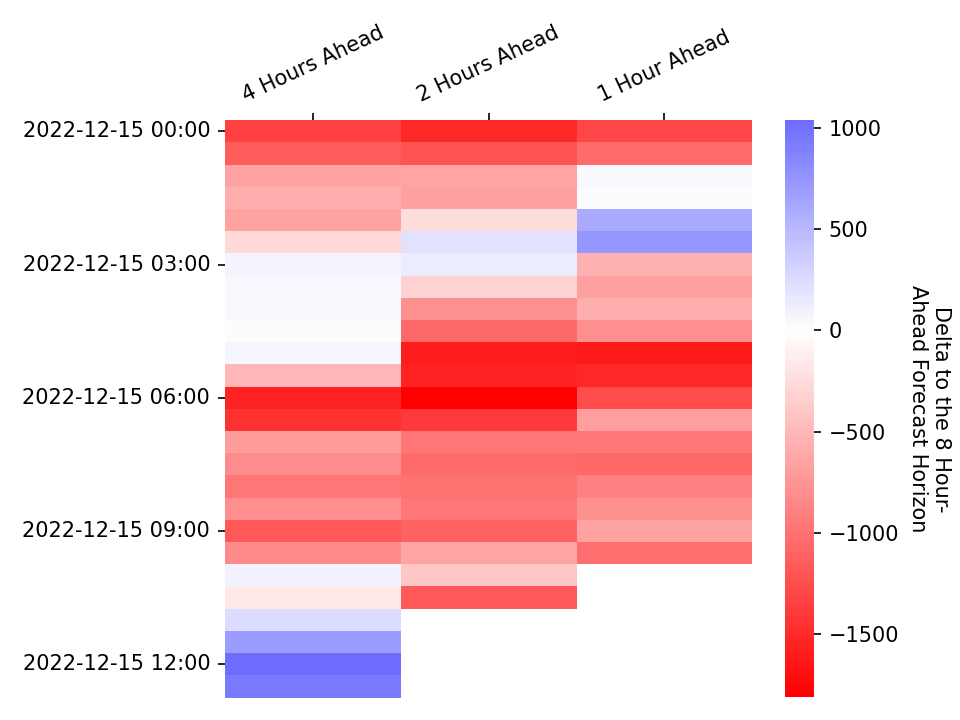 4 Hours Ahead
2 Hours Ahead
1 Hour Ahead
2022-12-15 00:00
2022-12-15 03:00
2022-12-15 06:00
2022-12-15 09:00
2022-12-15 12:00
1000
500
0
−500
−1000
−1500
Delta to the 8 Hour-
Ahead Forecast Horizon